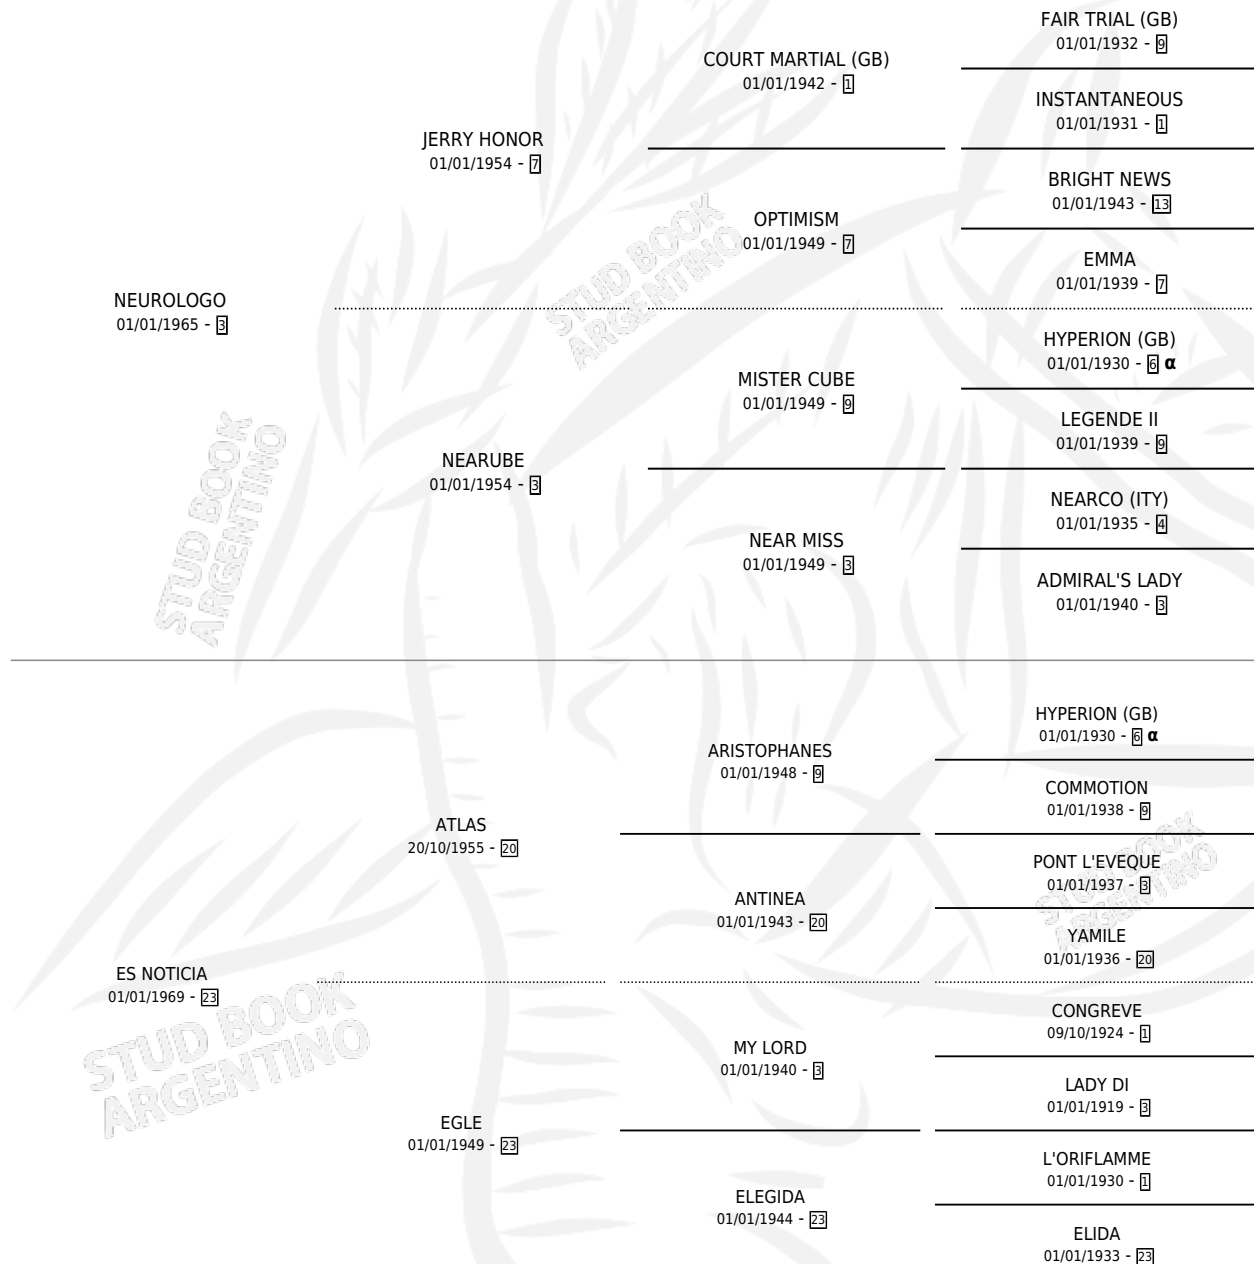 FAIR TRIAL (GB)
01/01/1932 - 9
COURT MARTIAL (GB)
01/01/1942 - 1
INSTANTANEOUS
01/01/1931 - 1
JERRY HONOR
01/01/1954 - 7
BRIGHT NEWS
01/01/1943 - 13
OPTIMISM
01/01/1949 - 7
EMMA
01/01/1939 - 7
NEUROLOGO
01/01/1965 - 3
HYPERION (GB)
01/01/1930 - 6 α
MISTER CUBE
01/01/1949 - 9
LEGENDE II
01/01/1939 - 9
NEARUBE
01/01/1954 - 3
NEARCO (ITY)
01/01/1935 - 4
NEAR MISS
01/01/1949 - 3
ADMIRAL'S LADY
01/01/1940 - 3
STUD BOOK
ARGENTINO
STUD BOOK
ARGENTINO
HYPERION (GB)
01/01/1930 - 6 α
ARISTOPHANES
01/01/1948 - 9
COMMOTION
01/01/1938 - 9
ATLAS
20/10/1955 - 20
PONT L'EVEQUE
01/01/1937 - 3
ANTINEA
01/01/1943 - 20
YAMILE
01/01/1936 - 20
STUD BOOK
ARGENTINO
ES NOTICIA
01/01/1969 - 23
CONGREVE
09/10/1924 - 1
MY LORD
01/01/1940 - 3
LADY DI
01/01/1919 - 3
EGLE
01/01/1949 - 23
L'ORIFLAMME
01/01/1930 - 1
ELEGIDA
01/01/1944 - 23
ELIDA
01/01/1933 - 23
STUD BOOK
ARGENTINO